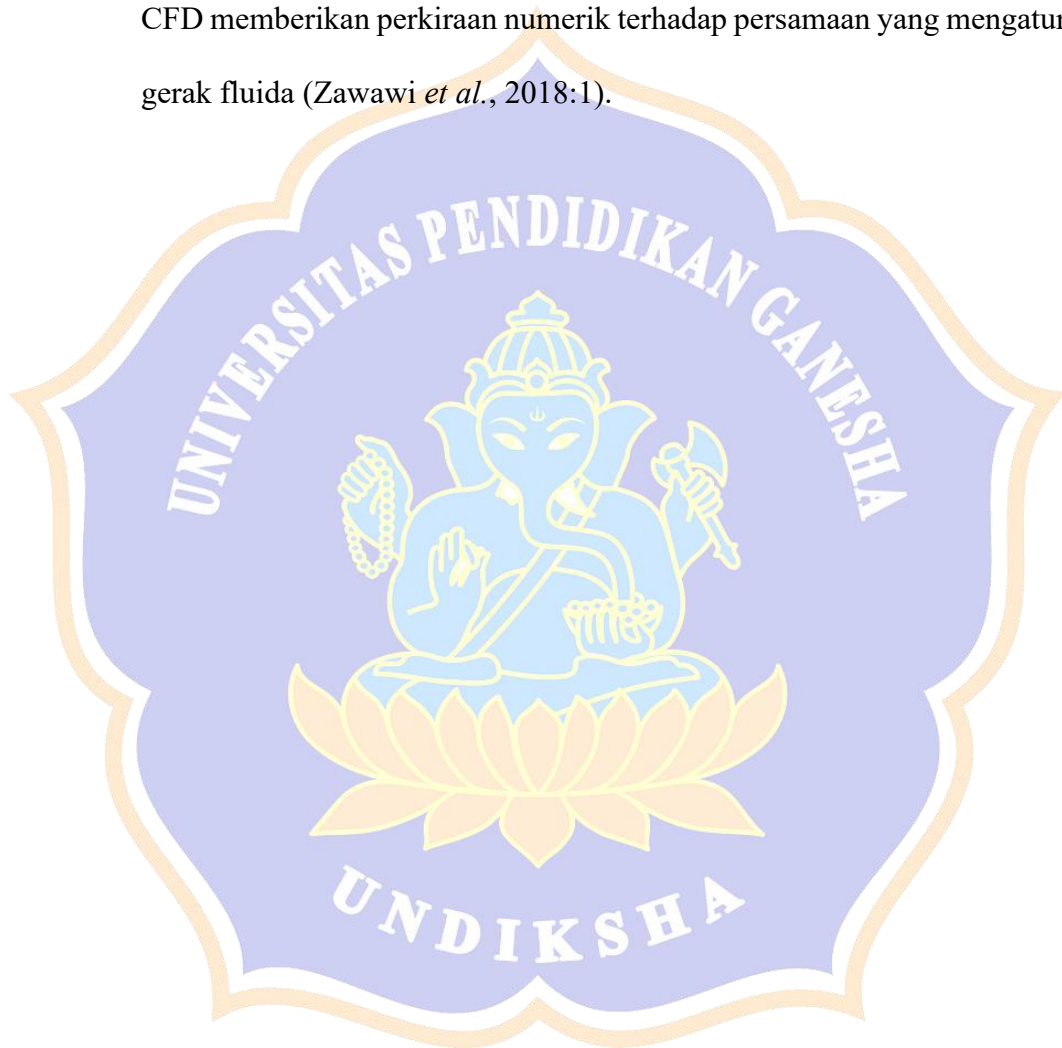 CFD memberikan perkiraan numerik terhadap persamaan yang mengatur
gerak fluida (Zawawi et al., 2018:1).
UNIVERSITAS PENDIDIKAN GANESHA
UNDIKSHA